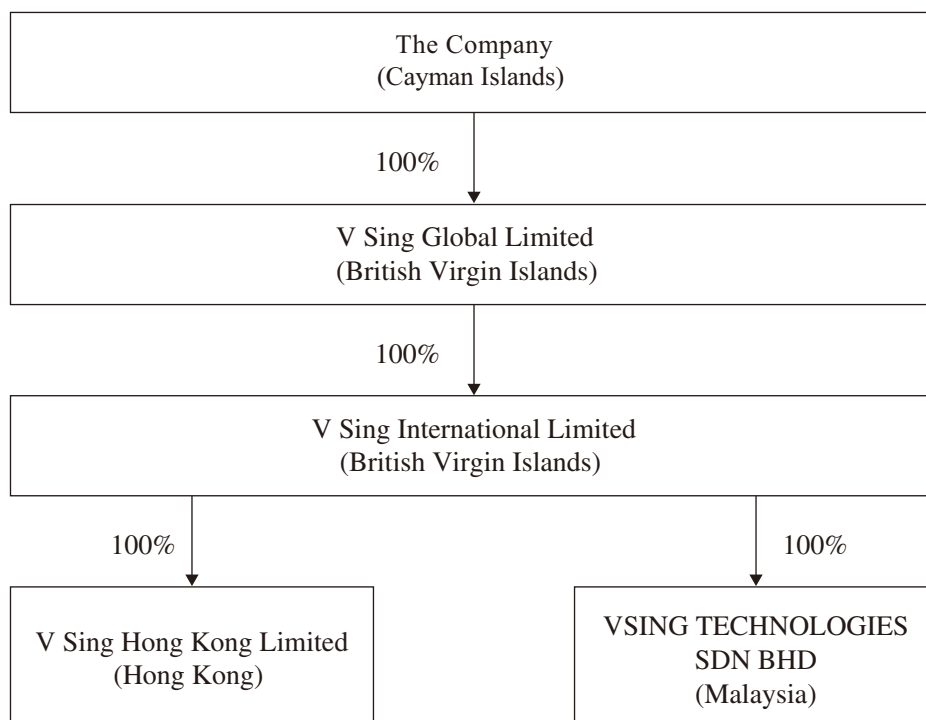 The Company
(Cayman Islands)
100%
V Sing Global Limited
(British Virgin Islands)
100%
V Sing International Limited
(British Virgin Islands)
100%
100%
V Sing Hong Kong Limited
(Hong Kong)
VSING TECHNOLOGIES
SDN BHD
(Malaysia)